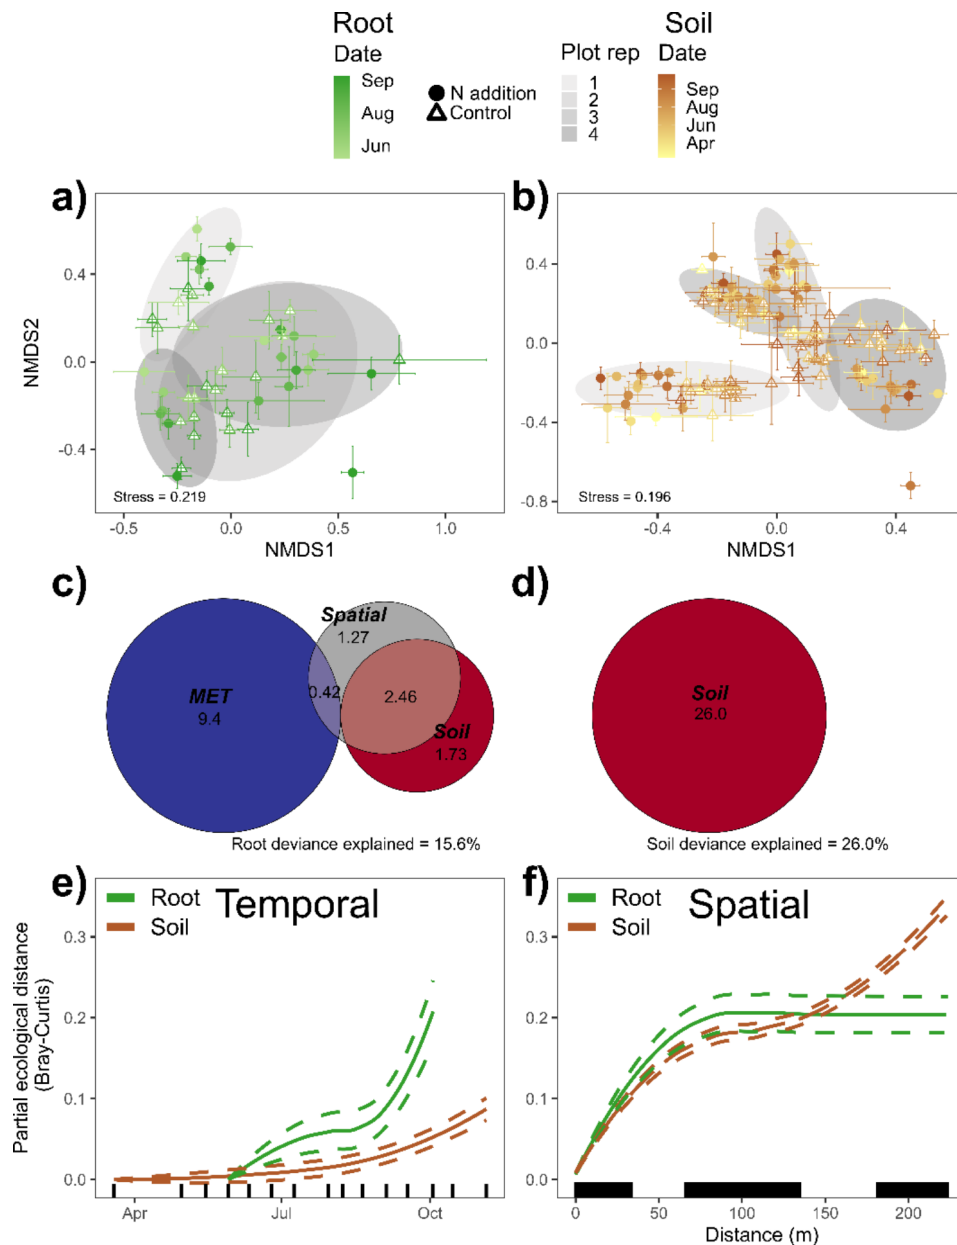 Root
Date
Sep
Aug
Jun
N addition
Control
Plot rep
1
2
3
4
Soil
Date
Sep
Aug
Jun
Apr
a)
NMDS2
0.4
0.0
-0.4
Stress = 0.219
-0.5
0.0
0.5
1.0
NMDS1
b)
0.4
0.0
-0.4
-0.8
Stress = 0.196
-0.4
0.0
0.4
NMDS1
c)
MET
9.4
Spatial
1.27
0.42
2.46
Soil
1.73
Root deviance explained = 15.6%
d)
Soil
26.0
Soil deviance explained = 26.0%
e)
Root
Soil
Temporal
Partial ecological distance
(Bray-Curtis)
0.3
0.2
0.1
0.0
Apr
Jul
Oct
f)
Root
Soil
Spatial
0.3
0.2
0.1
0.0
0
50
100
150
200
Distance (m)